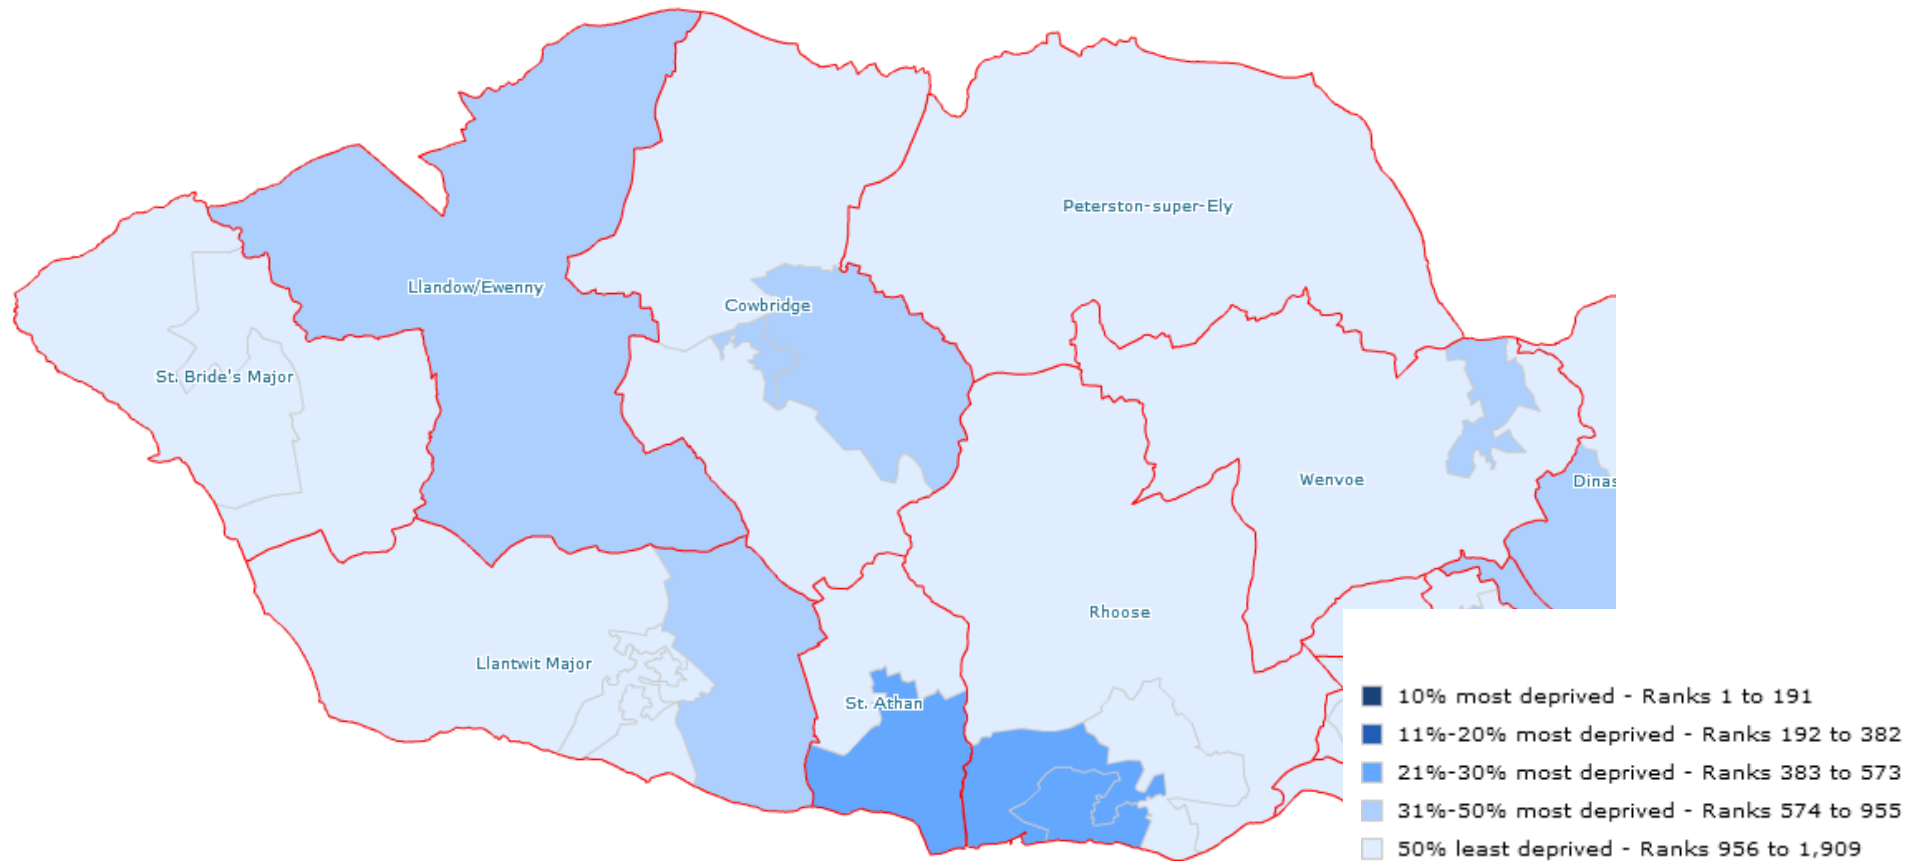 Peterston-super-Ely
Llandow/Ewenny
Cowbridge
St. Bride's Major
Wenvoe
Dinas
Rhoose
Llantwit Major
St. Athan
10% most deprived - Ranks 1 to 191
11%-20% most deprived - Ranks 192 to 382
21%-30% most deprived - Ranks 383 to 573
31%-50% most deprived - Ranks 574 to 955
50% least deprived - Ranks 956 to 1,909